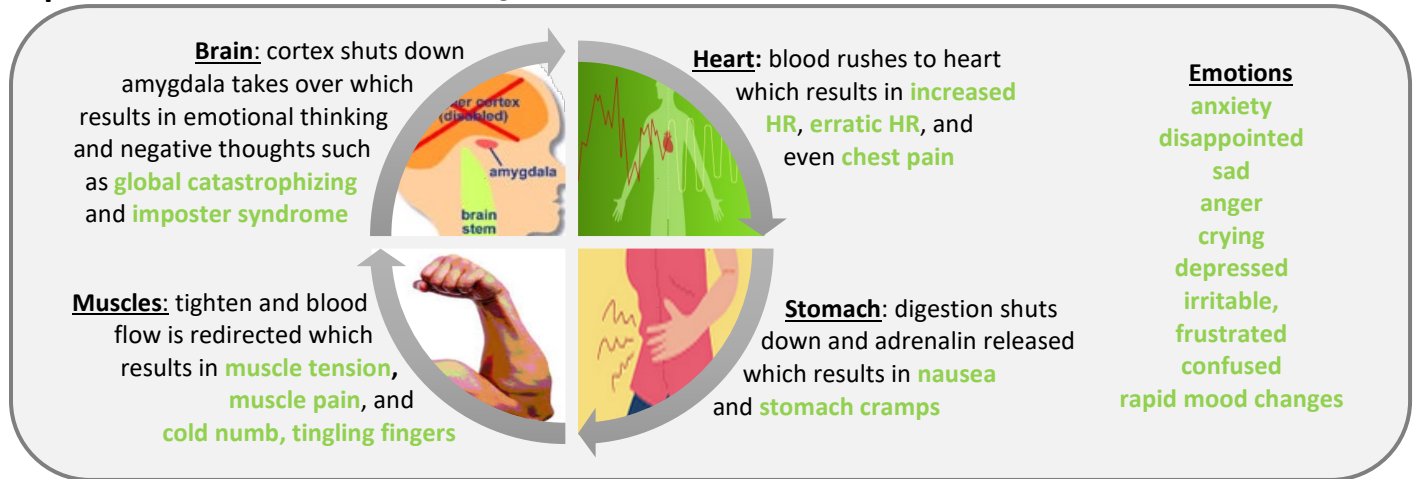 Brain: cortex shuts down
amygdala takes over which
results in emotional thinking
and negative thoughts such
as global catastrophizing
and imposter syndrome
er cortex
(disabled)
amygdala
brain
stem
Heart: blood rushes to heart
which results in increased
HR, erratic HR, and
even chest pain
Muscles: tighten and blood
flow is redirected which
results in muscle tension,
muscle pain, and
cold numb, tingling fingers
Stomach: digestion shuts
down and adrenalin released
which results in nausea
and stomach cramps
Emotions
anxiety
disappointed
sad
anger
crying
depressed
irritable,
frustrated
confused
rapid mood changes